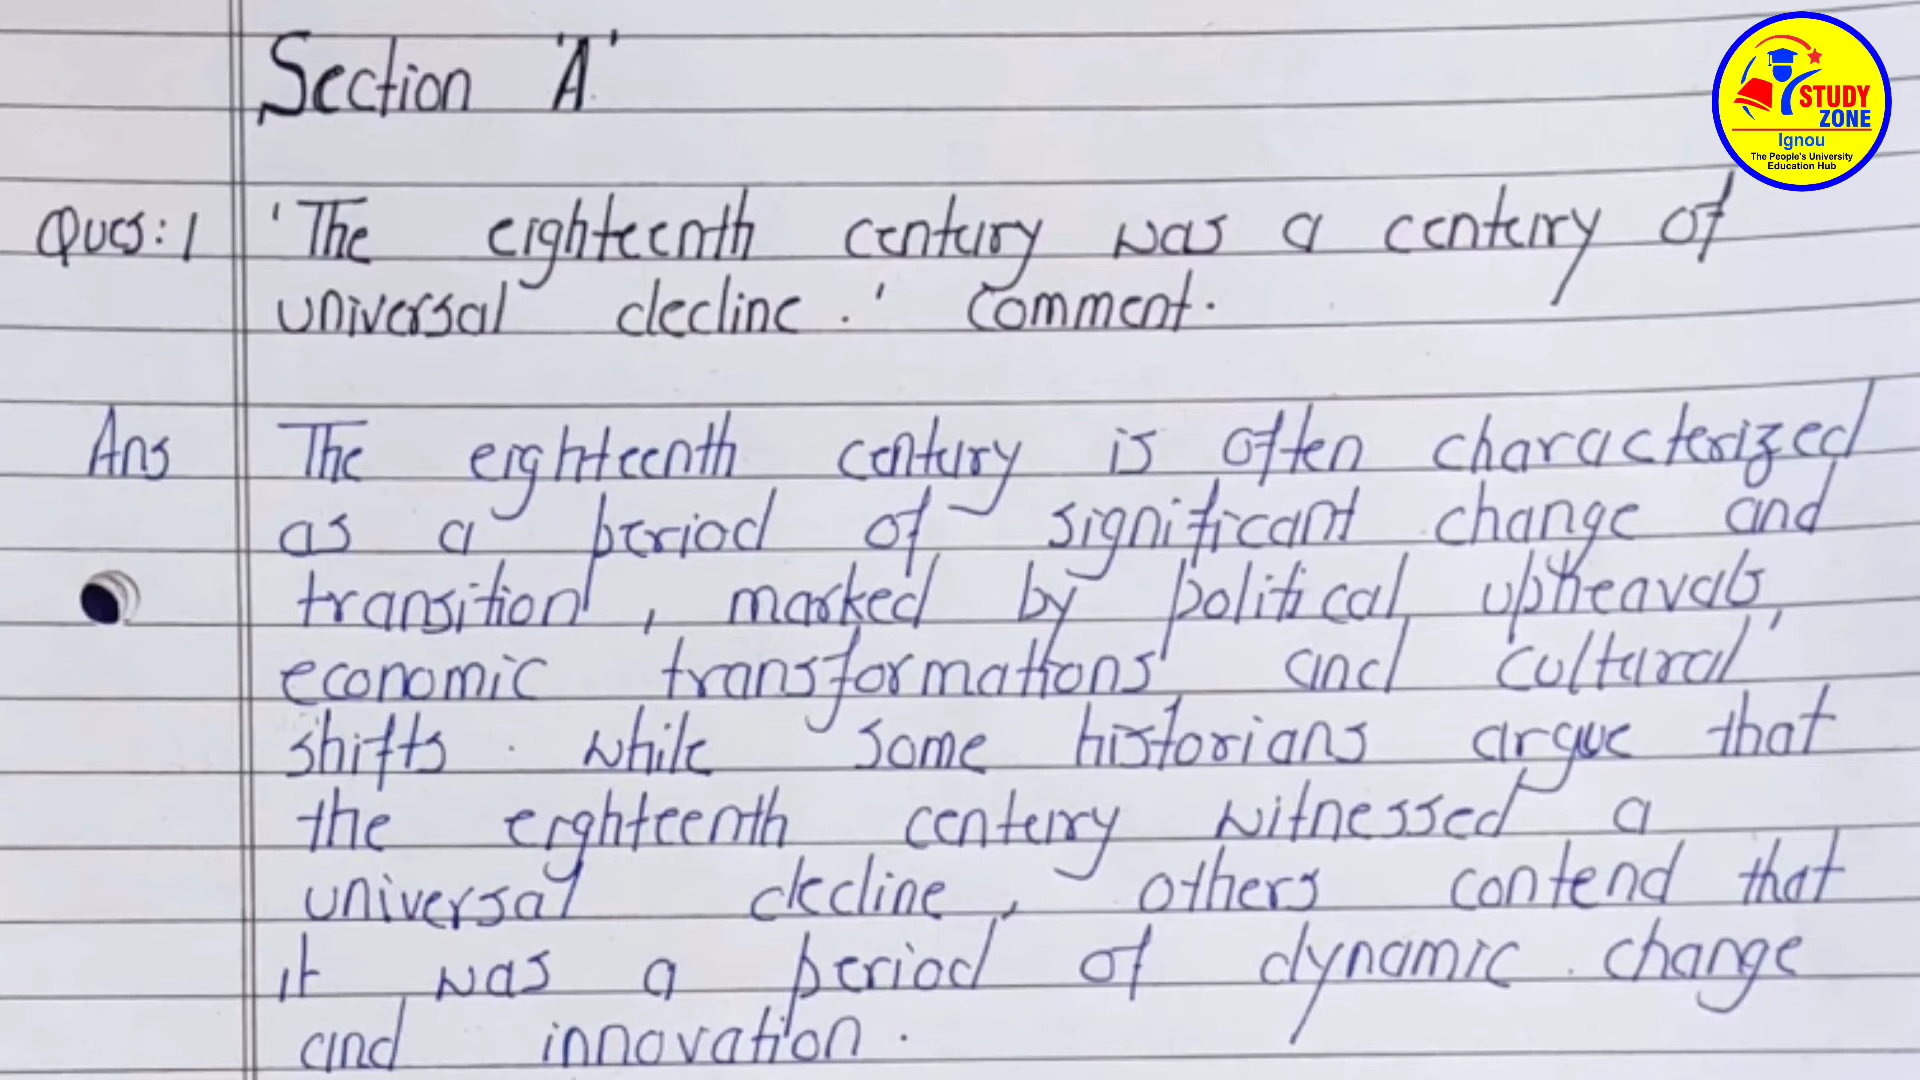 Section 'A'
STUDY
ZONE
Ignou
The People's University
Education Hub
Ques:1 'The eighteenth century was a century of
universal decline.' Comment.
Ans The eighteenth century is often characterized
as a period of significant change and
transition, marked by political upheavals,
economic transformations and cultural
shifts. while some historians argue that
the eighteenth century witnessed a
universal decline, others contend that
it was a period of dynamic change
and innovation.